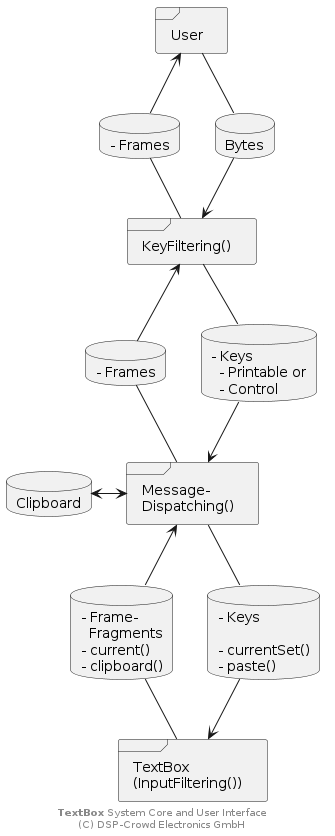 User
- Frames
Bytes
KeyFiltering()
- Frames
- Keys
- Printable or
- Control
Clipboard
Message-
Dispatching()
- Frame-
Fragments
- current()
- clipboard()
- Keys
- currentSet()
- paste()
TextBox
(InputFiltering())
TextBox System Core and User Interface
(C) DSP-Crowd Electronics GmbH